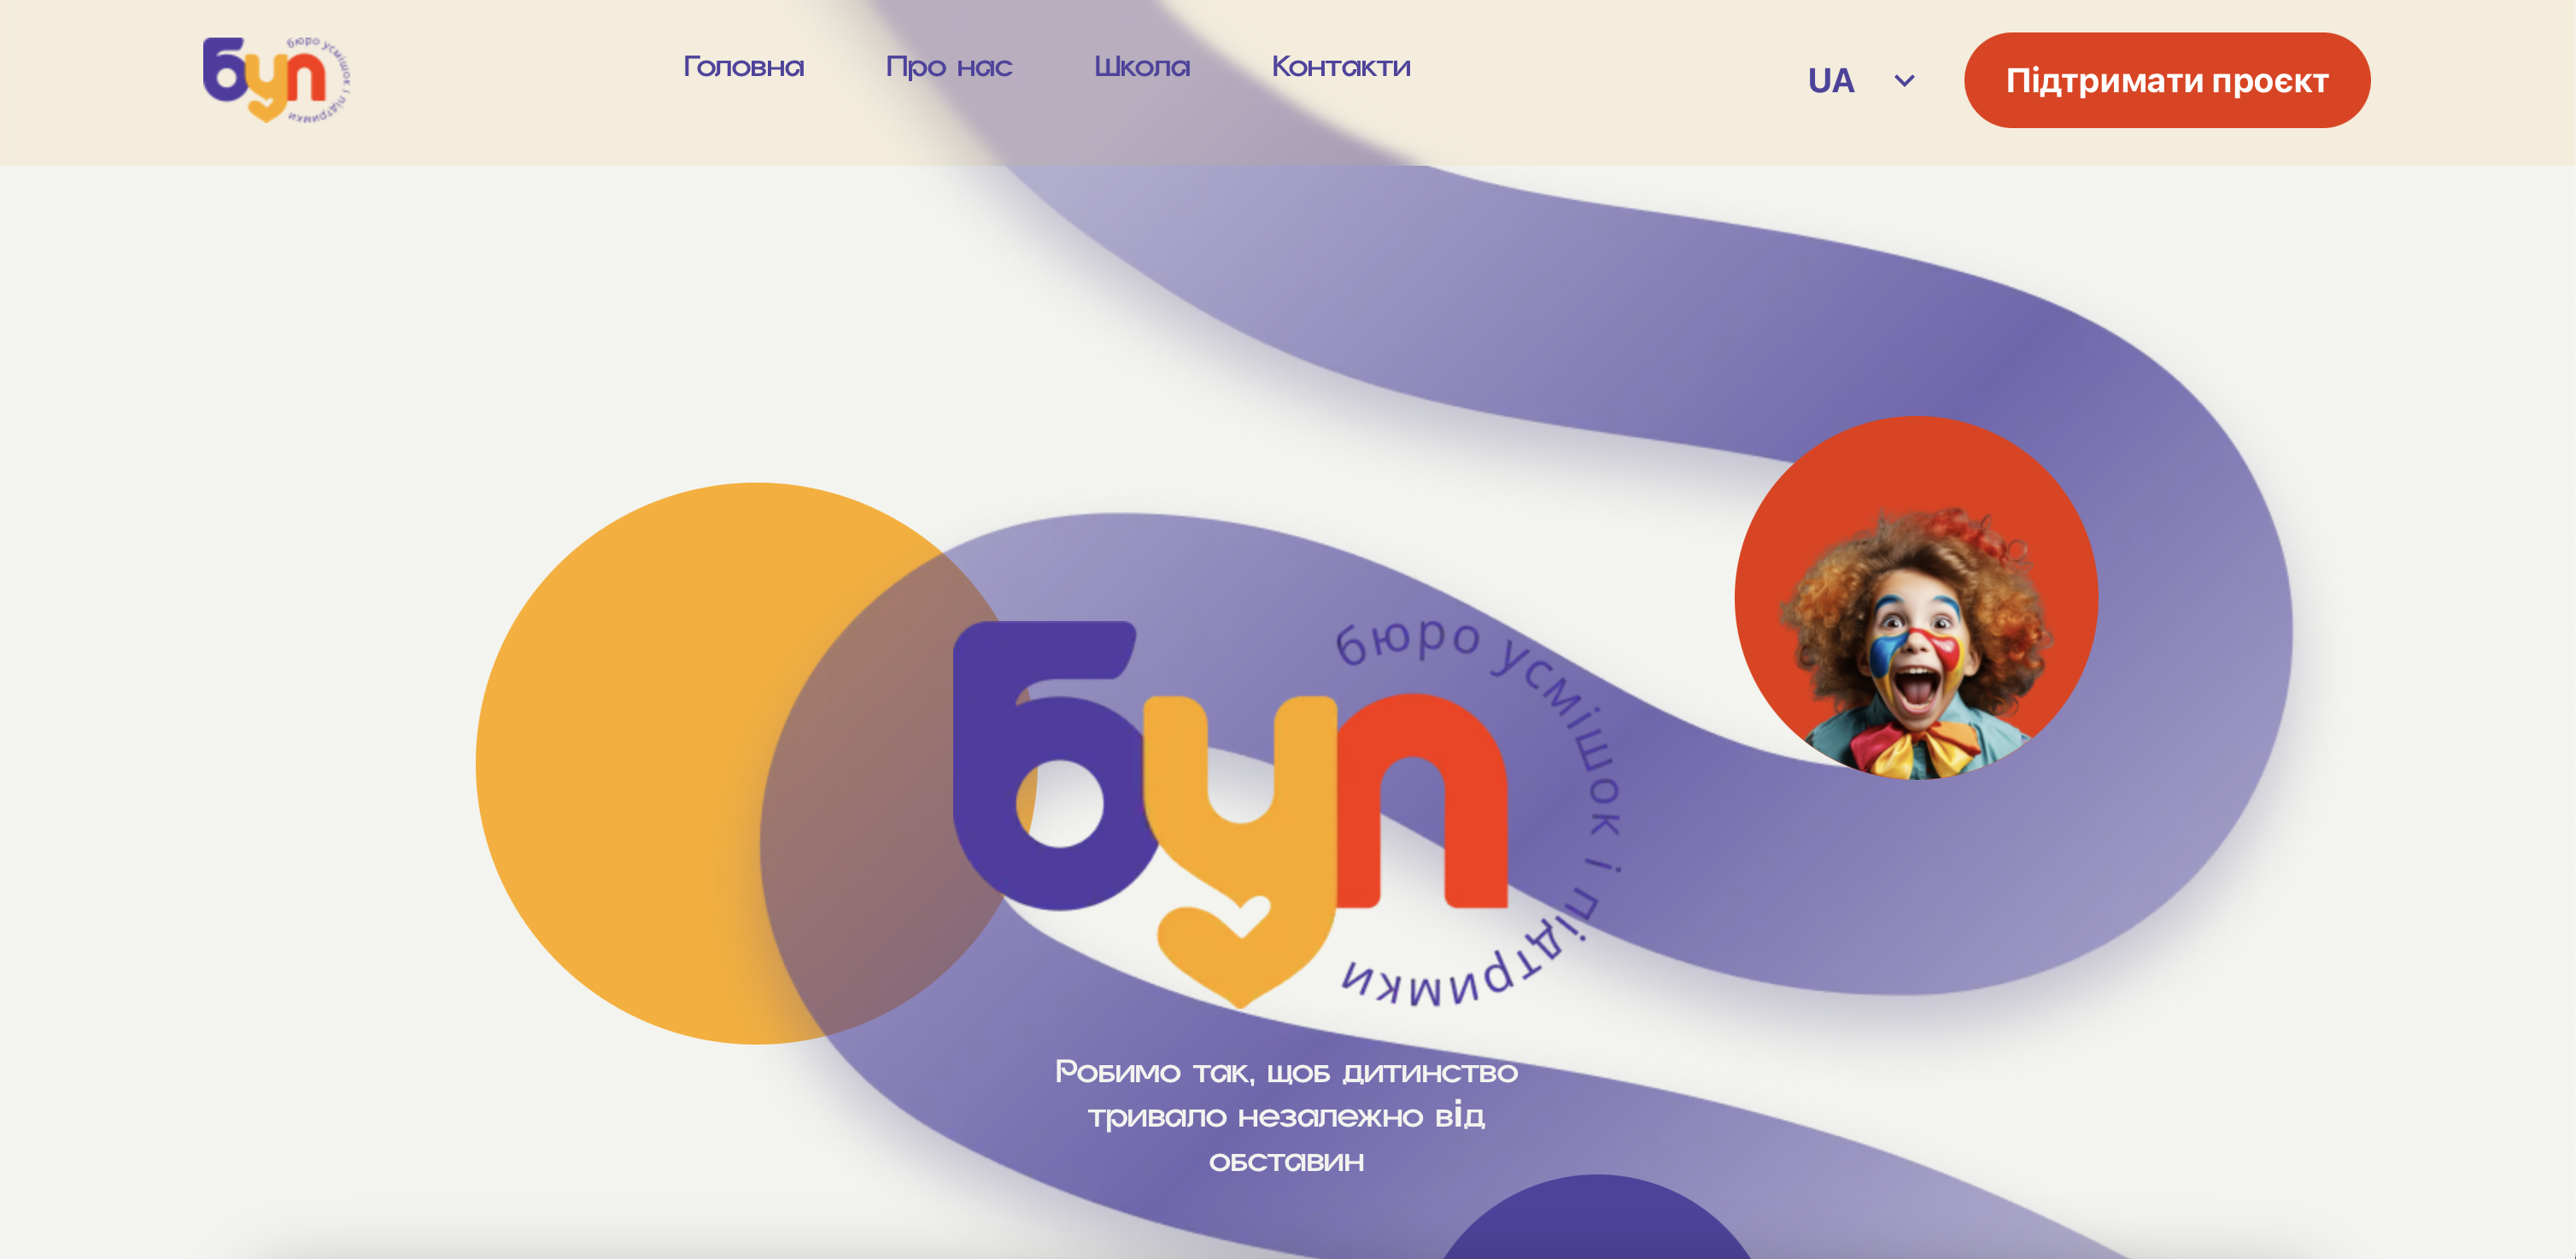 буп
бюро усмішок і підтримки
Головна
Про нас
Школа
Контакти
UA
Підтримати проєкт
буп
бюро усмішок і підтримки
Робимо так, щоб дитинство
тривало незалежно від
обставин